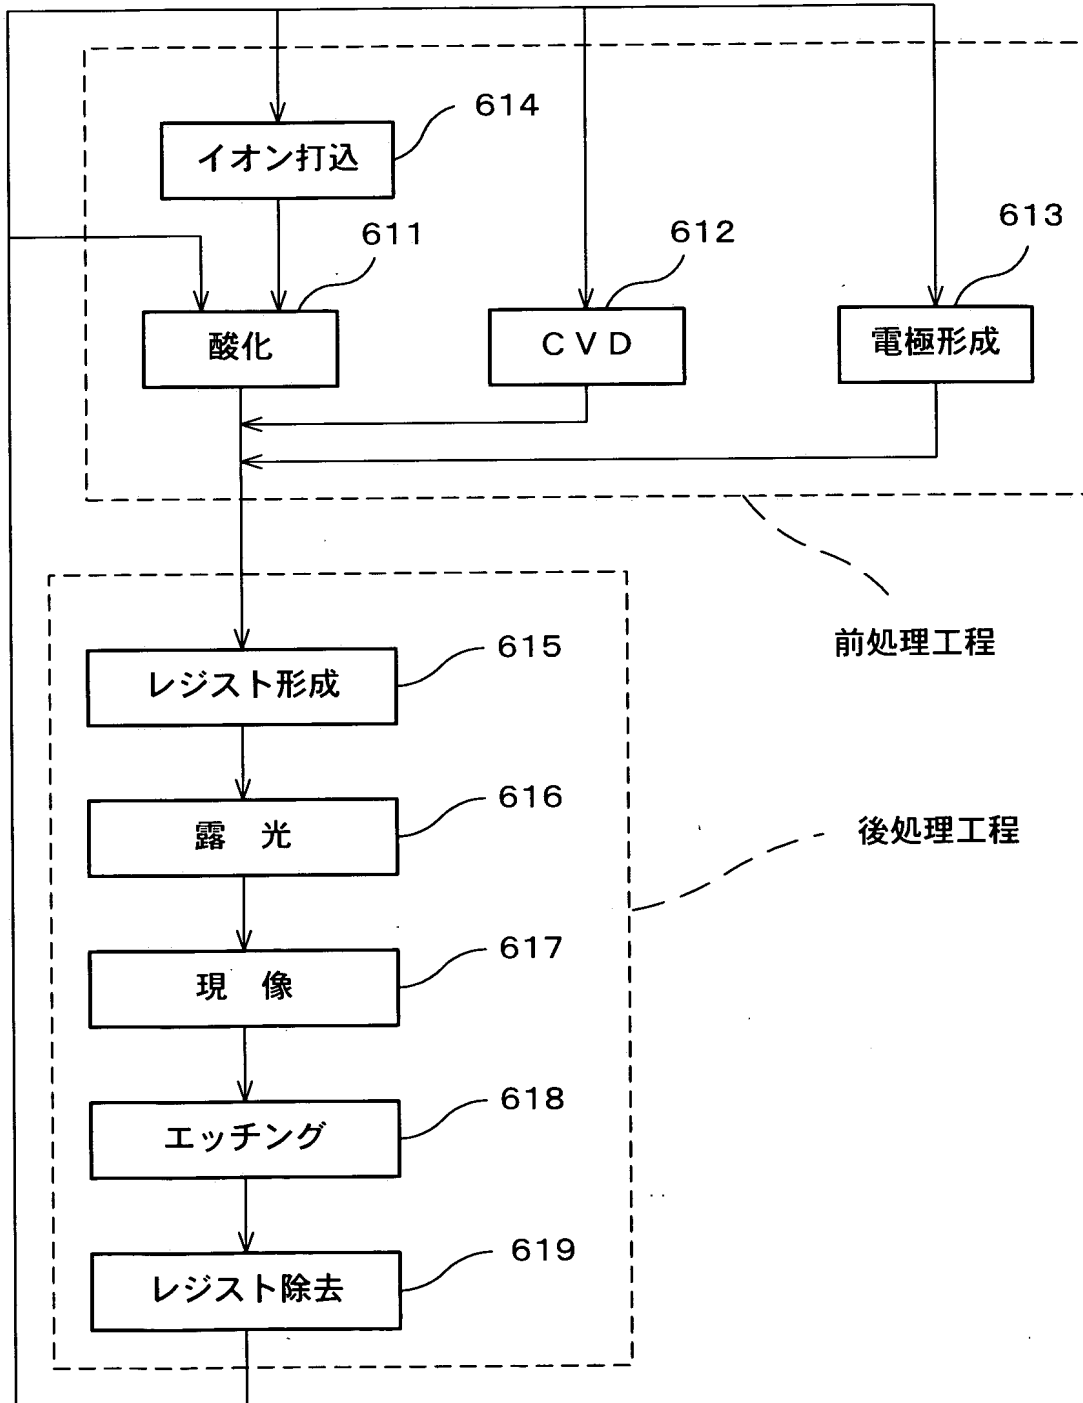 614
イオン打込
611
612
613
酸化
CVD
電極形成
前処理工程
615
レジスト形成
616
露 光
後処理工程
617
現 像
618
エッチング
619
レジスト除去